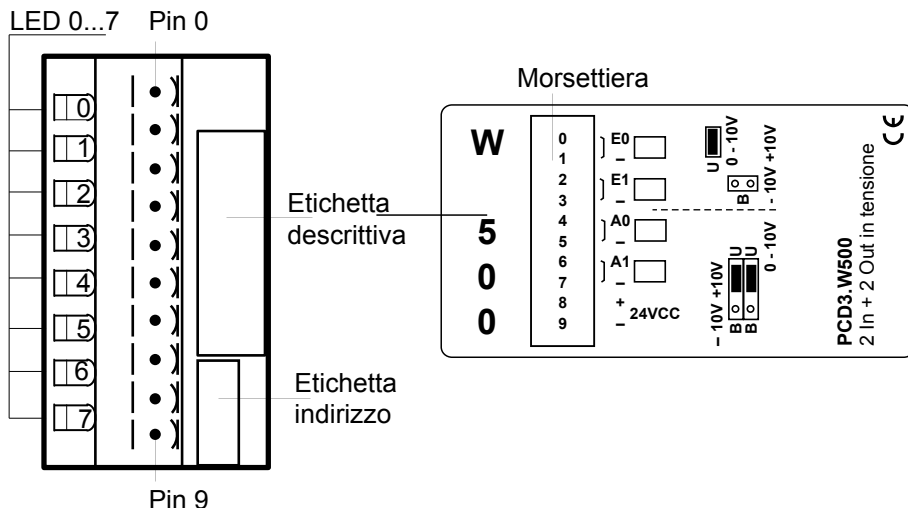 LED 0...7
Pin 0
0
1
2
3
4
5
6
7
Pin 9
Etichetta
descrittiva
Etichetta
indirizzo
Morsettiera
W
5
0
0
0
1
2
3
4
5
6
7
8
9
E0
–
E1
–
A0
–
A1
–
+
–
24VCC
U
0 - 10V
B
- 10V +10V
– 10V +10V
B U
B U
0 - 10V
PCD3.W500
2 In + 2 Out in tensione
CE